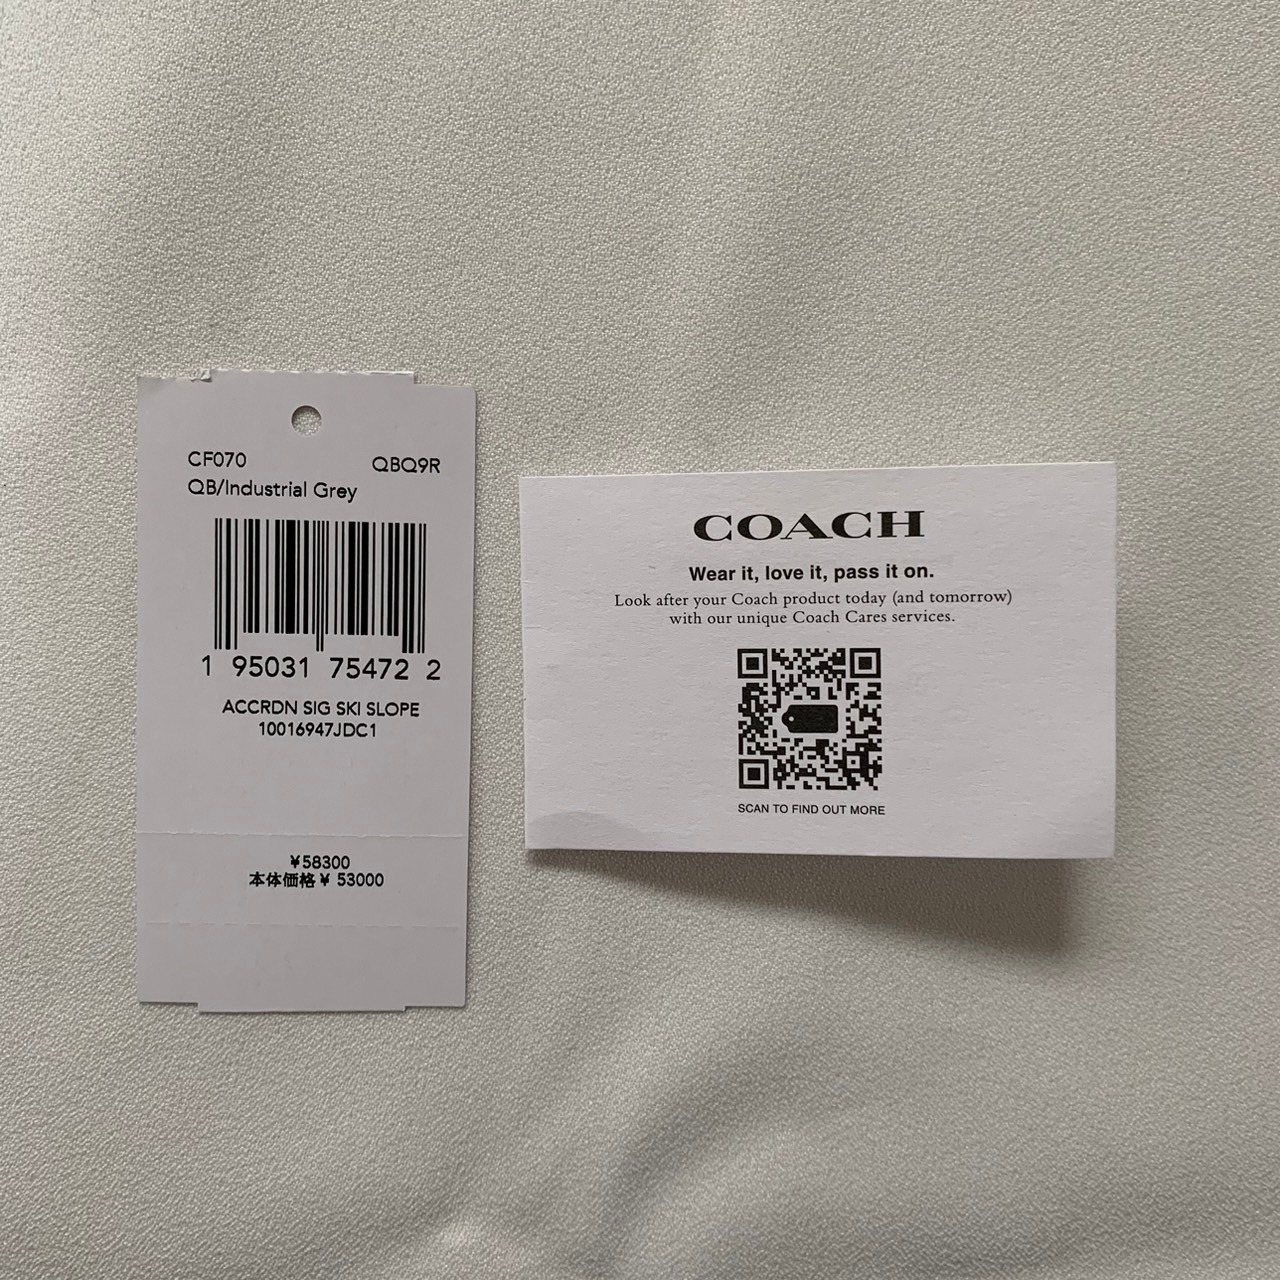 CF070 QBQ9R
QB/Industrial Grey
1 95031 75472 2
ACCRDN SIG SKI SLOPE
10016947JDC1
¥58300
本体価格¥ 53000
COACH
Wear it, love it, pass it on.
Look after your Coach product today (and tomorrow)
with our unique Coach Cares services.
SCAN TO FIND OUT MORE